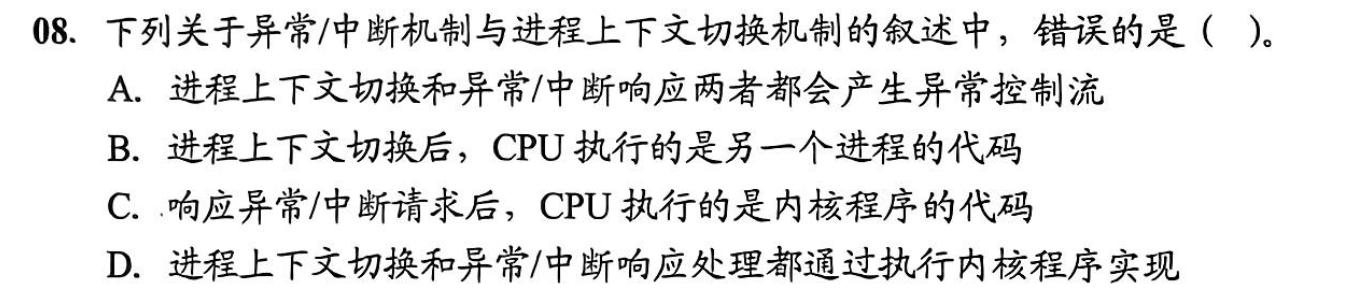 08. 下列关于异常/中断机制与进程上下文切换机制的叙述中，错误的是（ ）。
A. 进程上下文切换和异常/中断响应两者都会产生异常控制流
B. 进程上下文切换后，CPU 执行的是另一个进程的代码
C. 响应异常/中断请求后，CPU 执行的是内核程序的代码
D. 进程上下文切换和异常/中断响应处理都通过执行内核程序实现